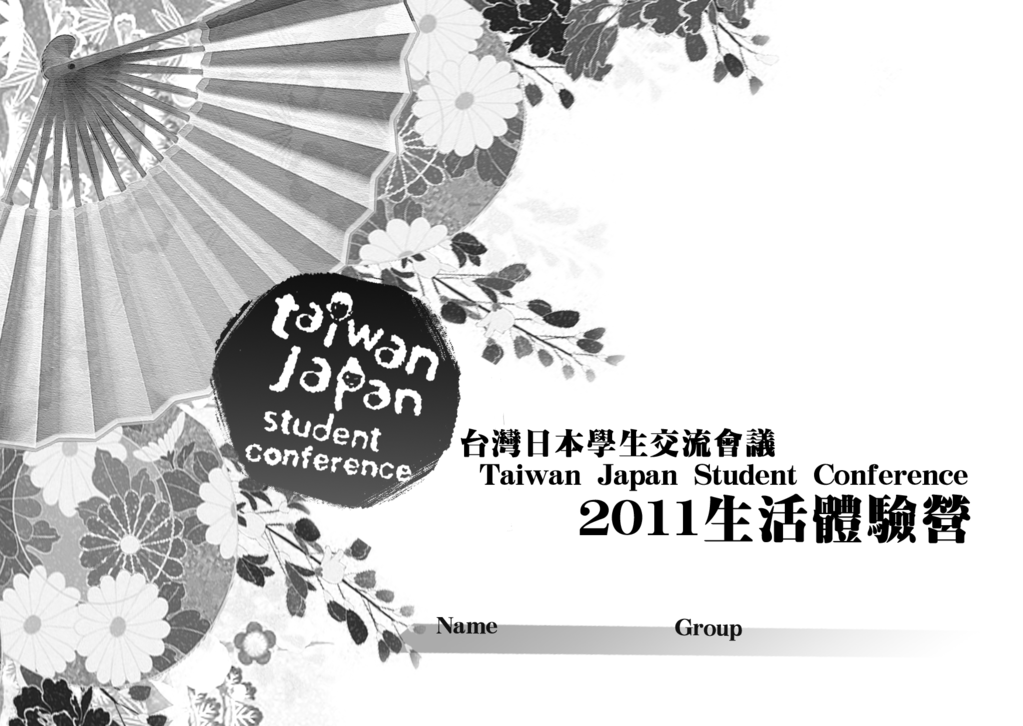 taiwan
Japan
student
conference
台灣日本學生交流會議
Taiwan Japan Student Conference
2011生活體驗營
Name Group